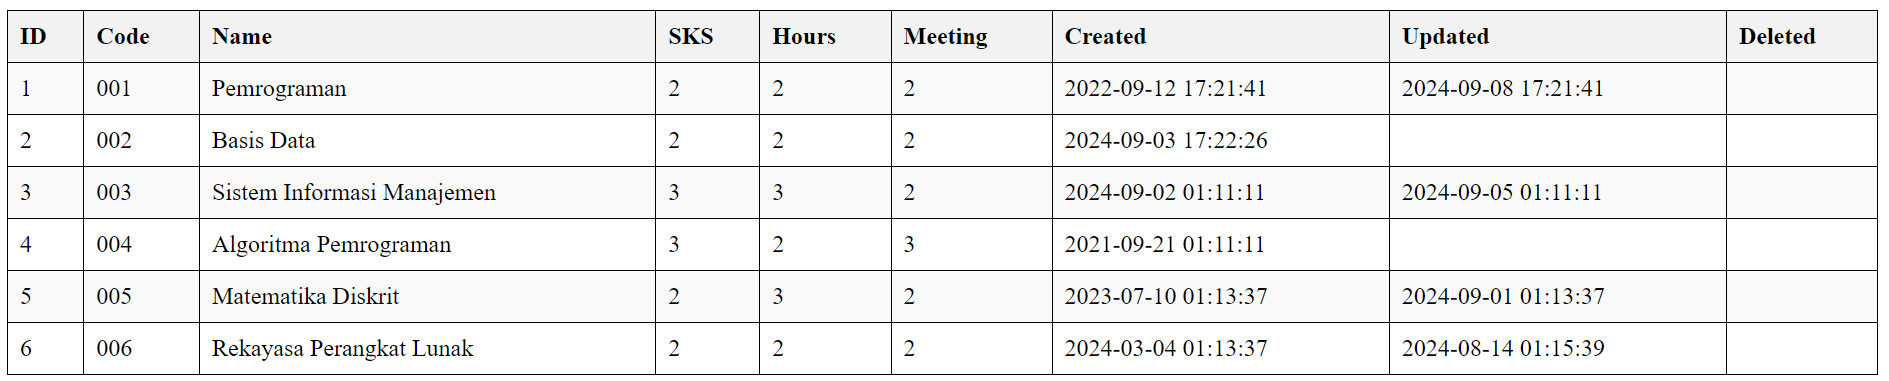 ID Code Name SKS Hours Meeting Created Updated Deleted
1 001 Pemrograman 2 2 2 2022-09-12 17:21:41 2024-09-08 17:21:41
2 002 Basis Data 2 2 2 2024-09-03 17:22:26
3 003 Sistem Informasi Manajemen 3 3 2 2024-09-02 01:11:11 2024-09-05 01:11:11
4 004 Algoritma Pemrograman 3 2 3 2021-09-21 01:11:11
5 005 Matematika Diskrit 2 3 2 2023-07-10 01:13:37 2024-09-01 01:13:37
6 006 Rekayasa Perangkat Lunak 2 2 2 2024-03-04 01:13:37 2024-08-14 01:15:39